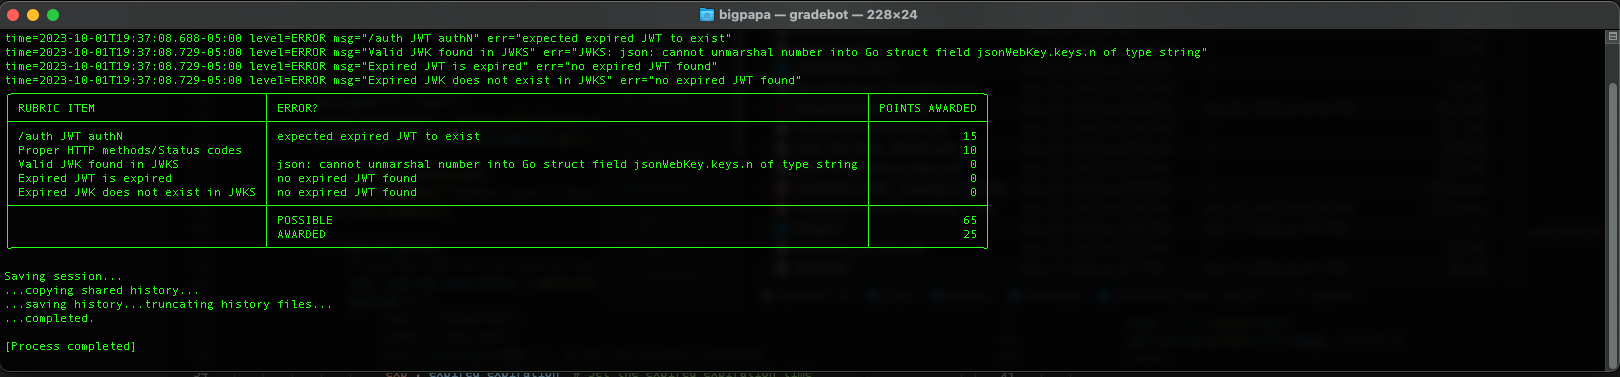 bigpapa — gradebot — 228×24
time=2023-10-01T19:37:08.688-05:00 level=ERROR msg="/auth JWT authN" err="expected expired JWT to exist"
time=2023-10-01T19:37:08.729-05:00 level=ERROR msg="Valid JWK found in JWKS" err="JWKS: json: cannot unmarshal number into Go struct field jsonWebKey.keys.n of type string"
time=2023-10-01T19:37:08.729-05:00 level=ERROR msg="Expired JWT is expired" err="no expired JWT found"
time=2023-10-01T19:37:08.729-05:00 level=ERROR msg="Expired JWK does not exist in JWKS" err="no expired JWT found"
RUBRIC ITEM ERROR? POINTS AWARDED
/auth JWT authN expected expired JWT to exist 15
Proper HTTP methods/Status codes 10
Valid JWK found in JWKS json: cannot unmarshal number into Go struct field jsonWebKey.keys.n of type string 0
Expired JWT is expired no expired JWT found 0
Expired JWK does not exist in JWKS no expired JWT found 0
POSSIBLE 65
AWARDED 25
Saving session...
...copying shared history...
...saving history...truncating history files...
...completed.
[Process completed]